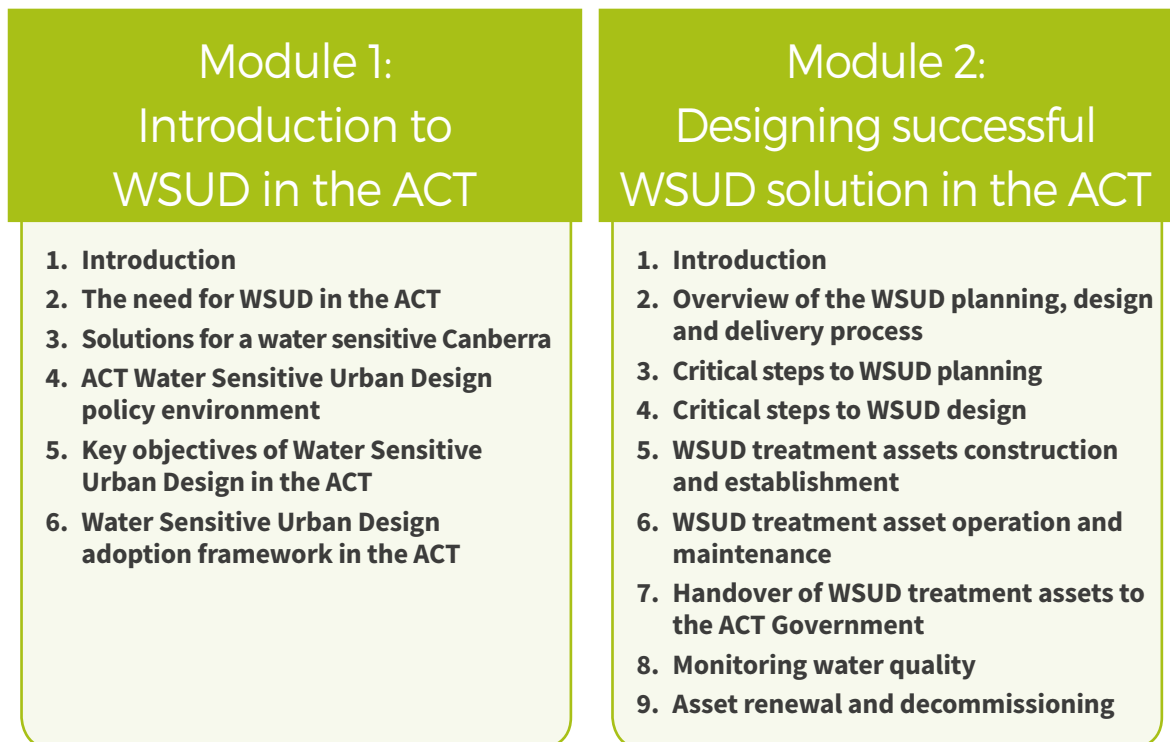 Module 1:
Introduction to
WSUD in the ACT
1. Introduction
2. The need for WSUD in the ACT
3. Solutions for a water sensitive Canberra
4. ACT Water Sensitive Urban Design
policy environment
5. Key objectives of Water Sensitive
Urban Design in the ACT
6. Water Sensitive Urban Design
adoption framework in the ACT
Module 2:
Designing successful
WSUD solution in the ACT
1. Introduction
2. Overview of the WSUD planning, design
and delivery process
3. Critical steps to WSUD planning
4. Critical steps to WSUD design
5. WSUD treatment assets construction
and establishment
6. WSUD treatment asset operation and
maintenance
7. Handover of WSUD treatment assets to
the ACT Government
8. Monitoring water quality
9. Asset renewal and decommissioning